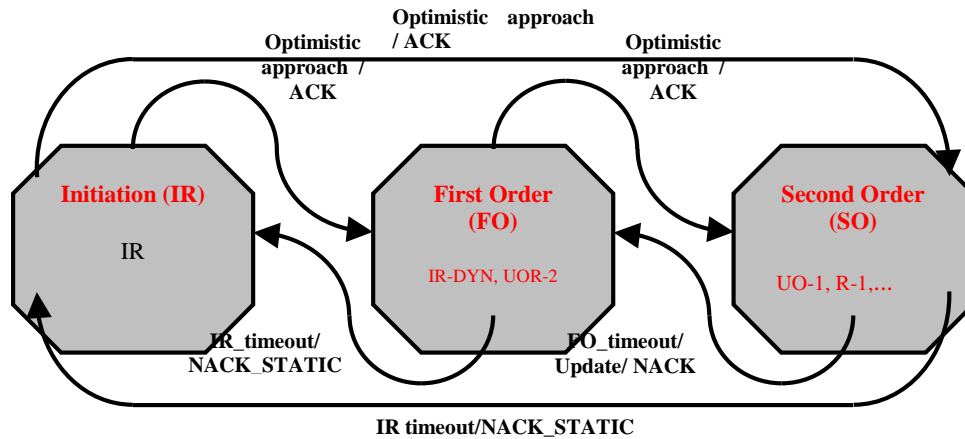 Optimistic approach
/ ACK
Optimistic
approach /
ACK
Optimistic
approach /
ACK
Initiation (IR)
IR
First Order
(FO)
IR-DYN, UOR-2
Second Order
(SO)
UO-1, R-1,...
IR_timeout/
NACK_STATIC
FO_timeout/
Update/ NACK
IR timeout/NACK_STATIC